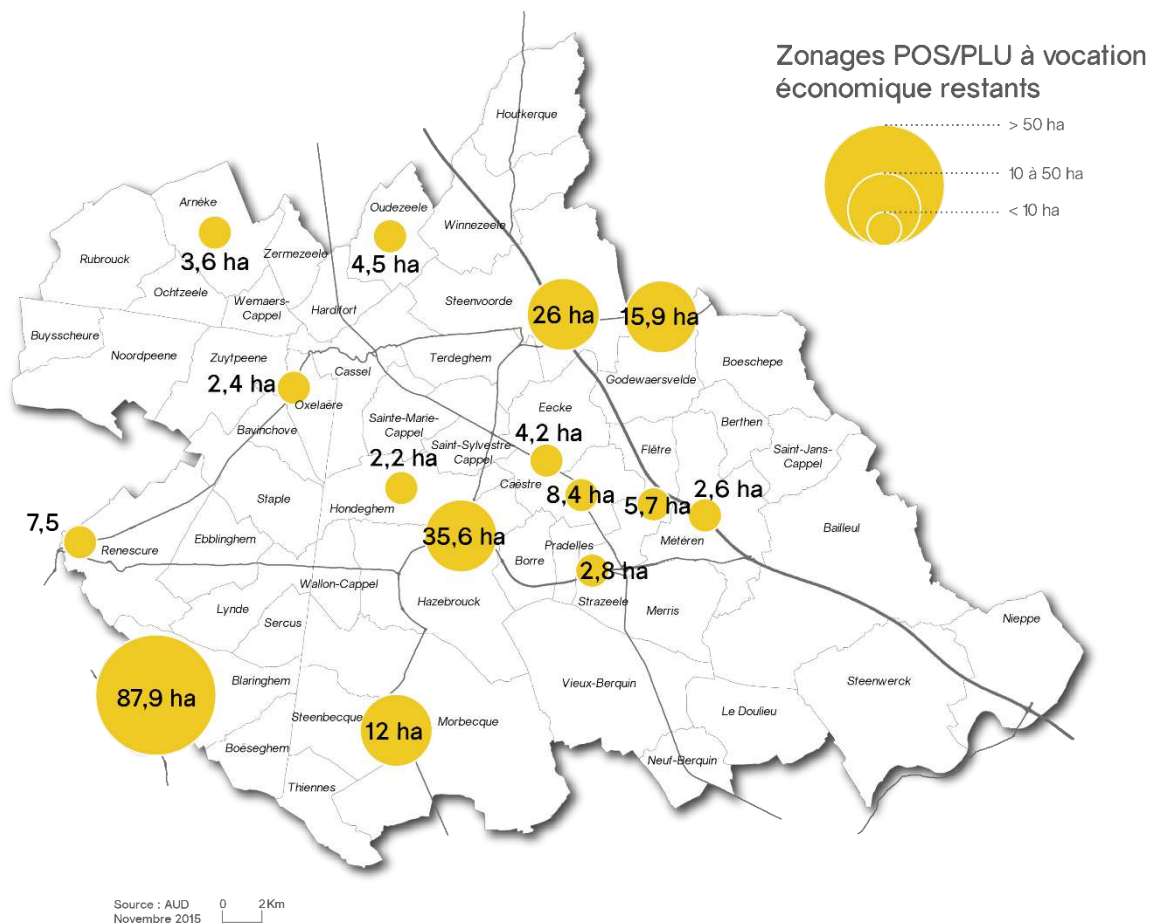 Zonages POS/PLU à vocation
économique restants
> 50 ha
10 à 50 ha
< 10 ha
Houtkerque
Arnèke
Oudezeele
Winnezeele
3,6 ha
4,5 ha
Zermezeele
Rubrouck
Ochtzeele
Wemaers-
Cappel
Hardifort
Steenvoorde
26 ha
15,9 ha
Buysscheure
Noordpeene
Zuytpeene
Cassel
Terdeghem
Boeschepe
Godewaersvelde
2,4 ha
Oxelaëre
Eecke
Sainte-Marie-
Cappel
Berthen
Bavinchove
4,2 ha
Saint-Sylvestre-
Cappel
Flêtre
Saint-Jans-
Cappel
2,2 ha
Caëstre
8,4 ha
5,7 ha
2,6 ha
Staple
Hondeghem
7,5
35,6 ha
Bailleul
Renescure
Ebblinghem
Borre
Pradelles
Météren
2,8 ha
Wallon-Cappel
Hazebrouck
Strazeele
Merris
Lynde
Sercus
Nieppe
87,9 ha
Blaringhem
Vieux-Berquin
Steenwerck
Steenbecque
12 ha
Morbecque
Le Doulieu
Boëseghem
Neuf-Berquin
Thiennes
Source : AUD
Novembre 2015
0 2Km